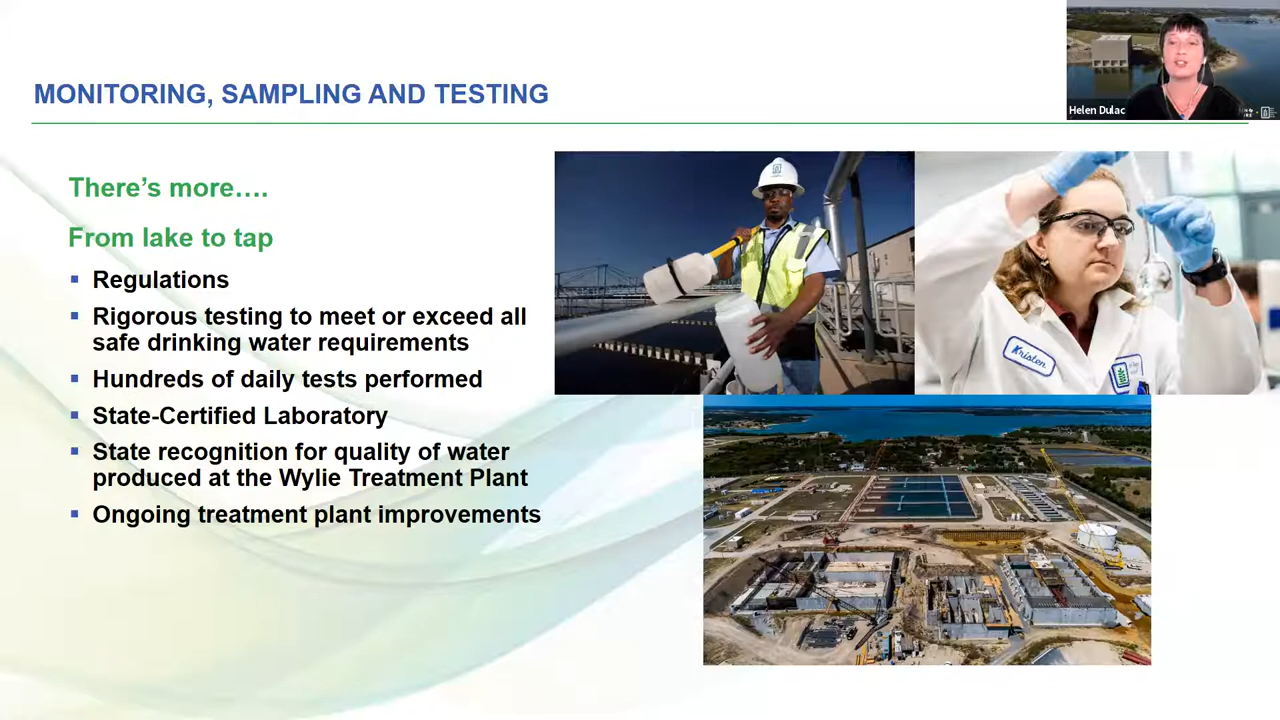 MONITORING, SAMPLING AND TESTING
Helen Dulac
There’s more….
From lake to tap
▪ Regulations
▪ Rigorous testing to meet or exceed all
safe drinking water requirements
▪ Hundreds of daily tests performed
▪ State-Certified Laboratory
▪ State recognition for quality of water
produced at the Wylie Treatment Plant
▪ Ongoing treatment plant improvements
Kristen